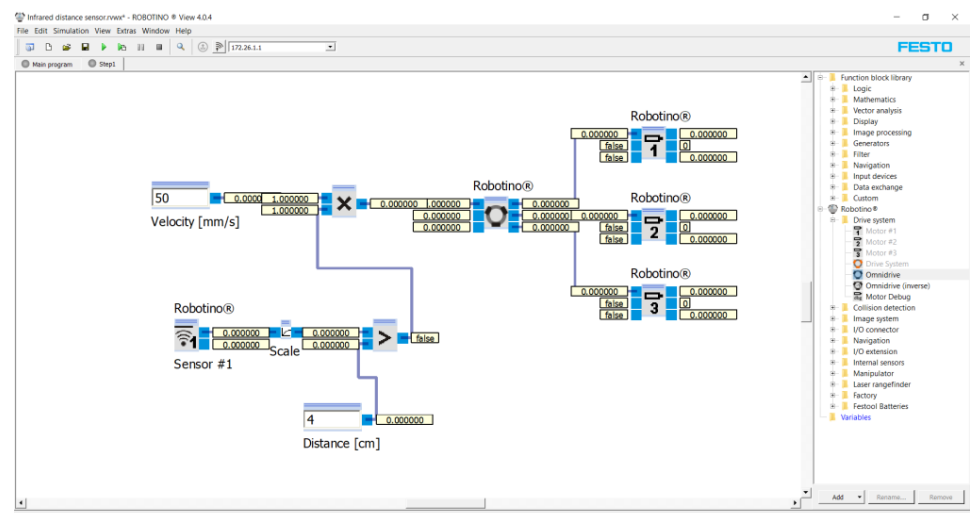 Infrared distance sensor.rvwx* - ROBOTINO ® View 4.0.4
File Edit Simulation View Extras Window Help
172.26.1.1
FESTO
Main program Step1
Robotino®
0.000000 1 0.000000
false 0
false 0.000000
Robotino®
50 0.0000 1.000000 × 0.000000 1.000000 0.000000
1.000000 0.000000 0.000000
0.000000 0.000000
Velocity [mm/s]
Robotino®
0.000000 2 0.000000
false 0
false 0.000000
Robotino®
0.000000 3 0.000000
false 0
false 0.000000
Robotino®
1 0.000000 0.000000 > false
0.000000 0.000000
Scale
Sensor #1
4 0.000000
Distance [cm]
Function block library
Logic
Mathematics
Vector analysis
Display
Image processing
Generators
Filter
Navigation
Input devices
Data exchange
Custom
Robotino®
Drive system
Motor #1
Motor #2
Motor #3
Drive System
Omnidrive
Omnidrive (inverse)
Motor Debug
Collision detection
Image system
I/O connector
Navigation
I/O extension
Internal sensors
Manipulator
Laser rangefinder
Factory
Festool Batteries
Variables
Add Rename... Remove